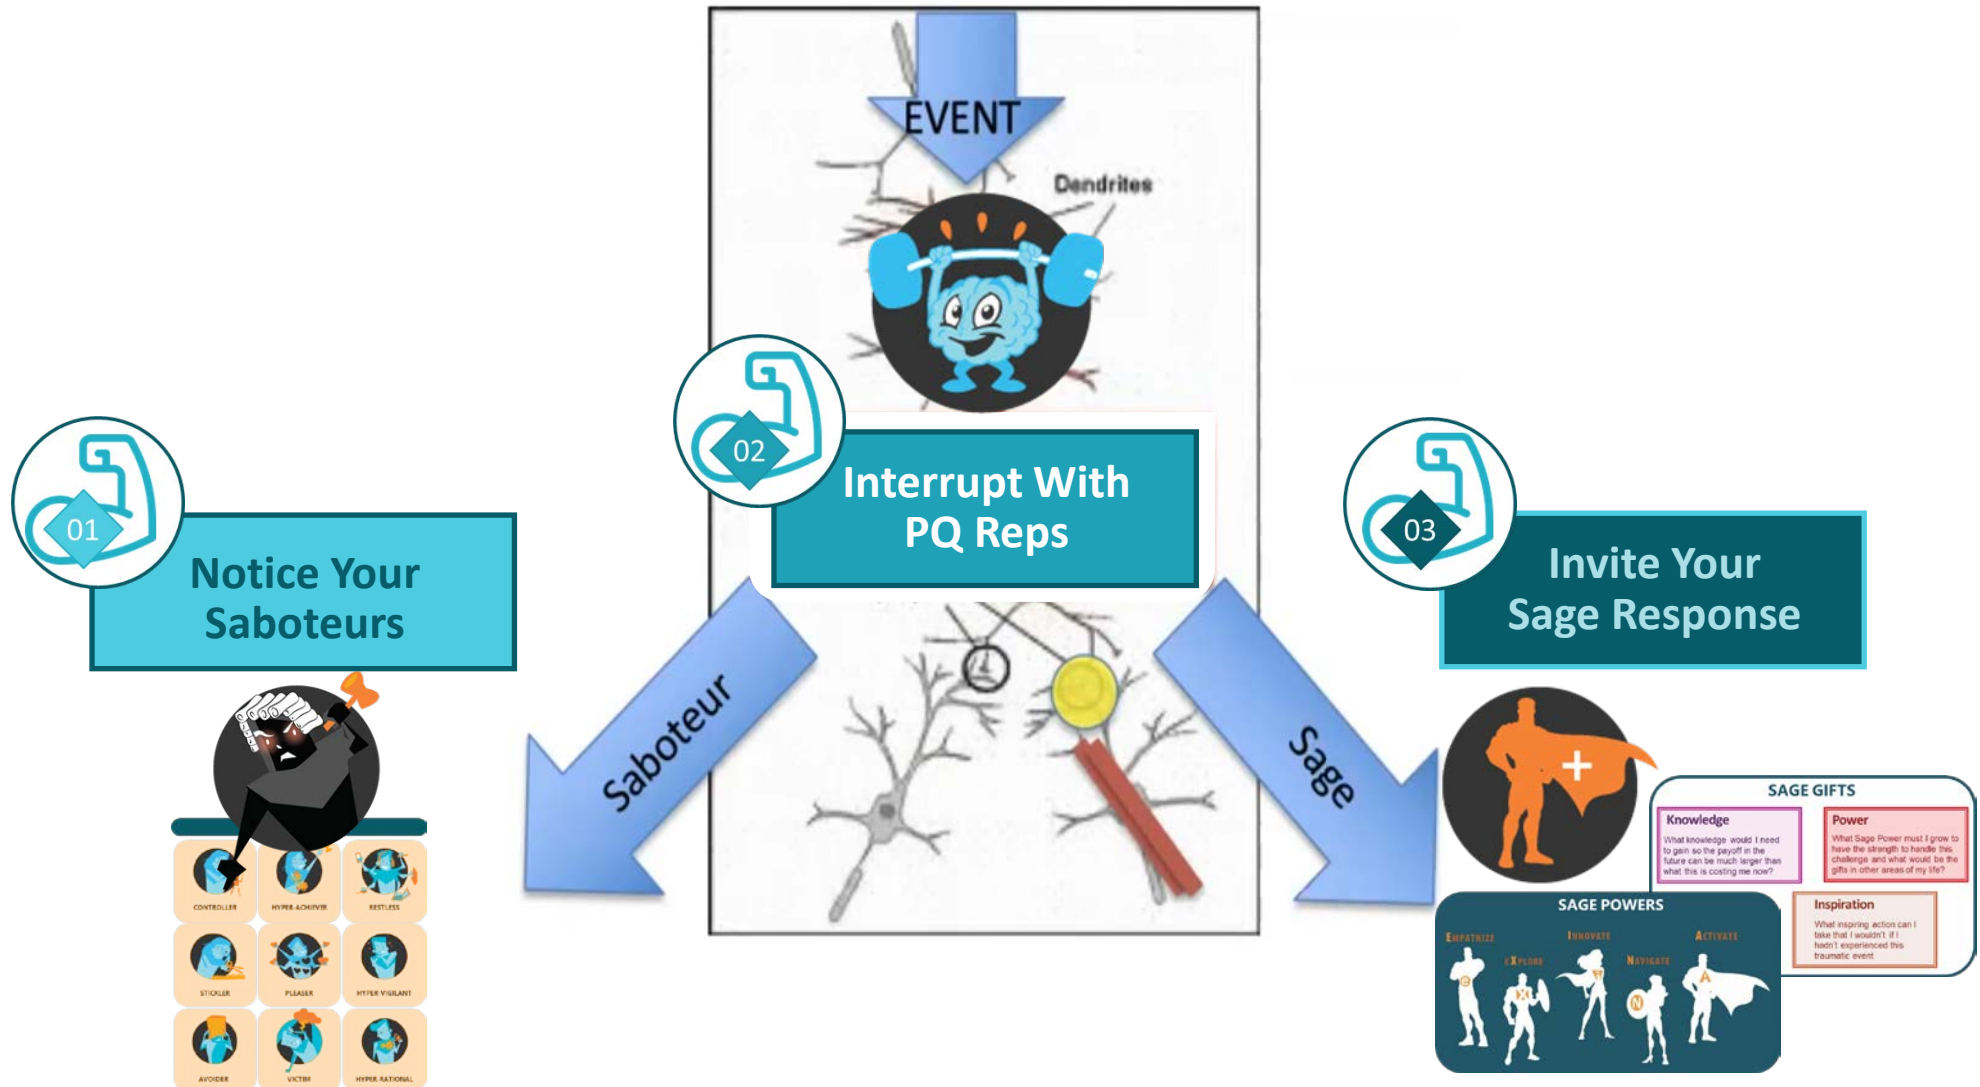 EVENT
Dendrites
01
Notice Your
Saboteurs
02
Interrupt With
PQ Reps
03
Invite Your
Sage Response
Saboteur
Sage
CONTROLLER
HYPER-ACHIEVER
RESTLESS
STICKLER
PLEASER
HYPER-VIGILANT
AVOIDER
VICTIM
HYPER-RATIONAL
+
SAGE GIFTS
Knowledge
What knowledge would I need
to gain so the payoff in the
future can be much larger than
what this is costing me now?
Power
What Sage Power must I grow to
have the strength to handle this
challenge and what would be the
gifts in other areas of my life?
Inspiration
What inspiring action can I
take that I wouldn't if I
hadn't experienced this
traumatic event
SAGE POWERS
EMPATHIZE
eXPLORE
INNOVATE
NAVIGATE
ACTIVATE
e
X
N
A